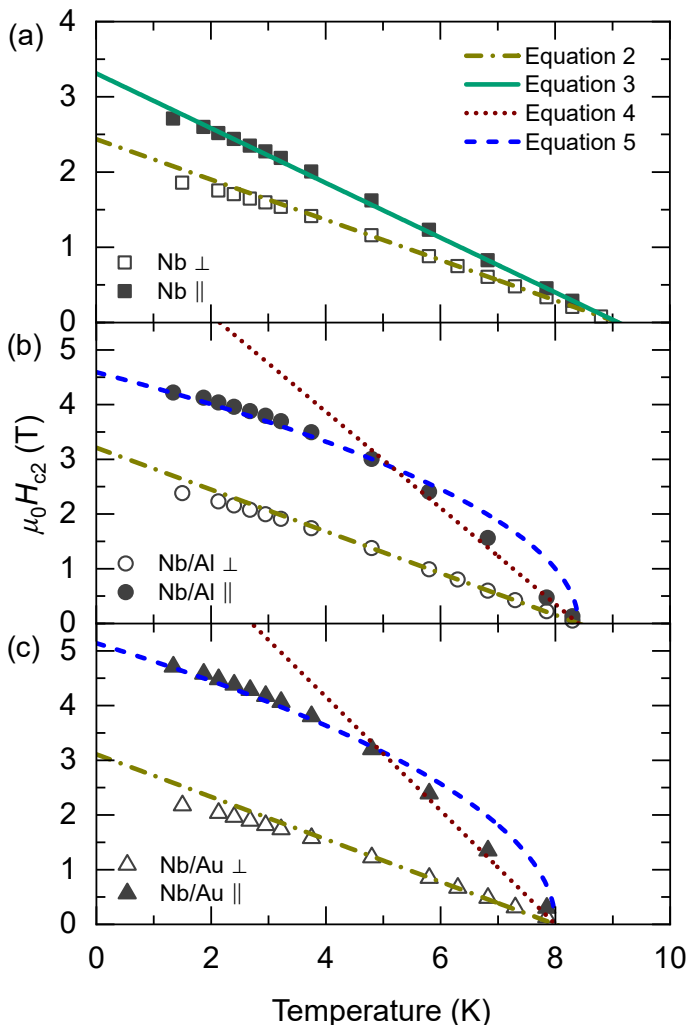 (a)
4
3
2
1
0
Equation 2
Equation 3
Equation 4
Equation 5
Nb ⊥
Nb ||
(b)
5
4
3
2
1
0
Nb/Al ⊥
Nb/Al ||
μ₀Hc2 (T)
(c)
5
4
3
2
1
0
Nb/Au ⊥
Nb/Au ||
0 2 4 6 8 10
Temperature (K)